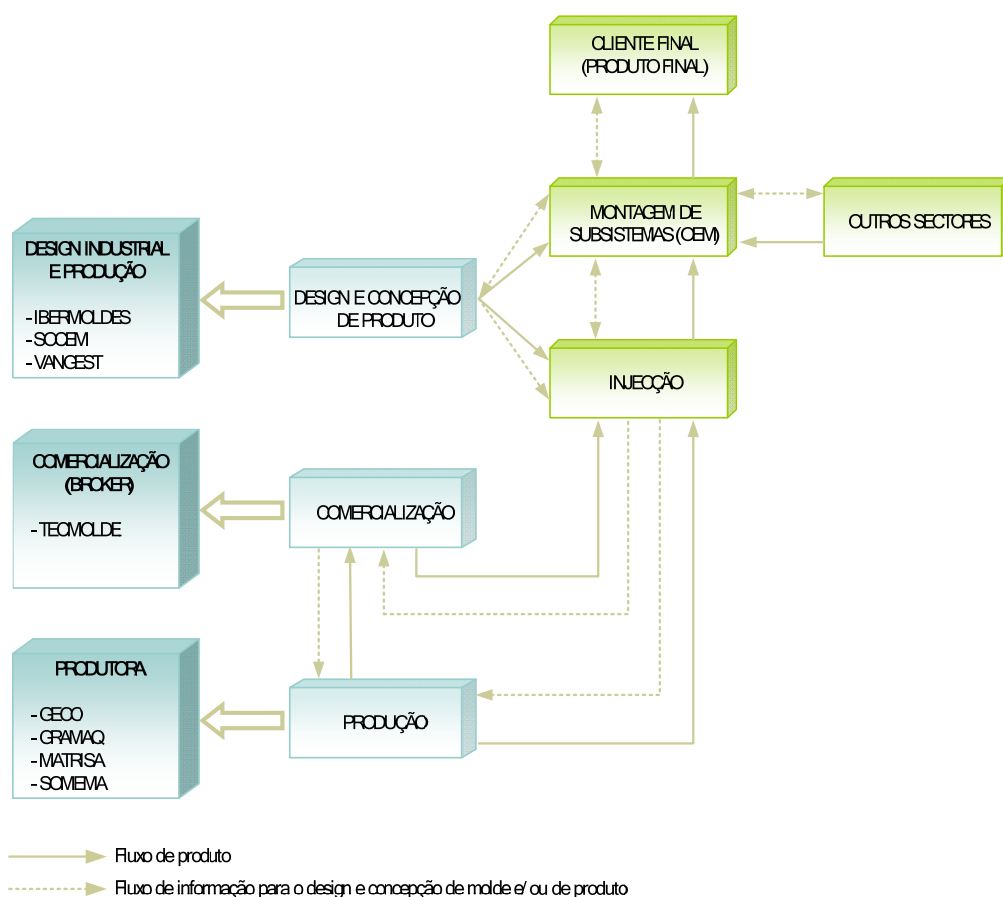 CLIENTE FINAL
(PRODUTO FINAL)
MONTAGEM DE
SUBSISTEMAS (OEM)
OUTROS SECTORES
DESIGN INDUSTRIAL
E PRODUÇÃO
- IBERMOLDES
- SOCEM
- VANGEST
DESIGN E CONCEPÇÃO
DE PRODUTO
INJECÇÃO
COMERCIALIZAÇÃO
(BROKER)
- TECMOLDE
COMERCIALIZAÇÃO
PRODUTORA
- GECO
- GRAMAQ
- MATRISA
- SOMEMA
PRODUÇÃO
Fluxo de produto
Fluxo de informação para o design e concepção de molde e/ ou de produto